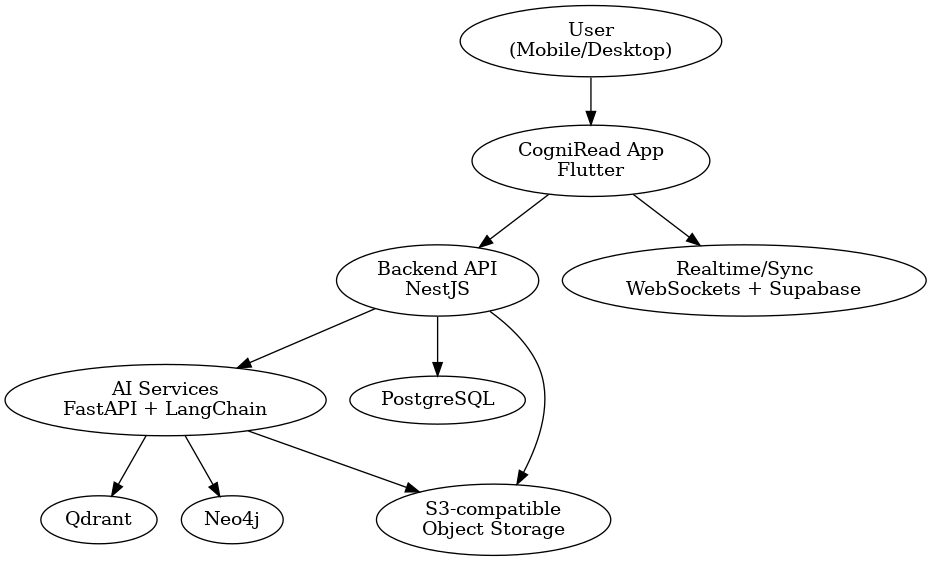 User
(Mobile/Desktop)
CogniRead App
Flutter
Backend API
NestJS
Realtime/Sync
WebSockets + Supabase
AI Services
FastAPI + LangChain
PostgreSQL
Qdrant
Neo4j
S3-compatible
Object Storage